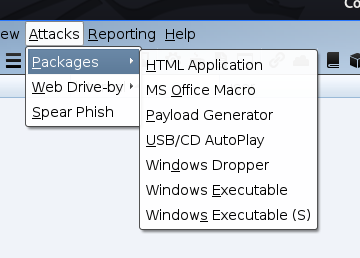 Co
ew Attacks Reporting Help
Packages
Web Drive-by
Spear Phish
HTML Application
MS Office Macro
Payload Generator
USB/CD AutoPlay
Windows Dropper
Windows Executable
Windows Executable (S)